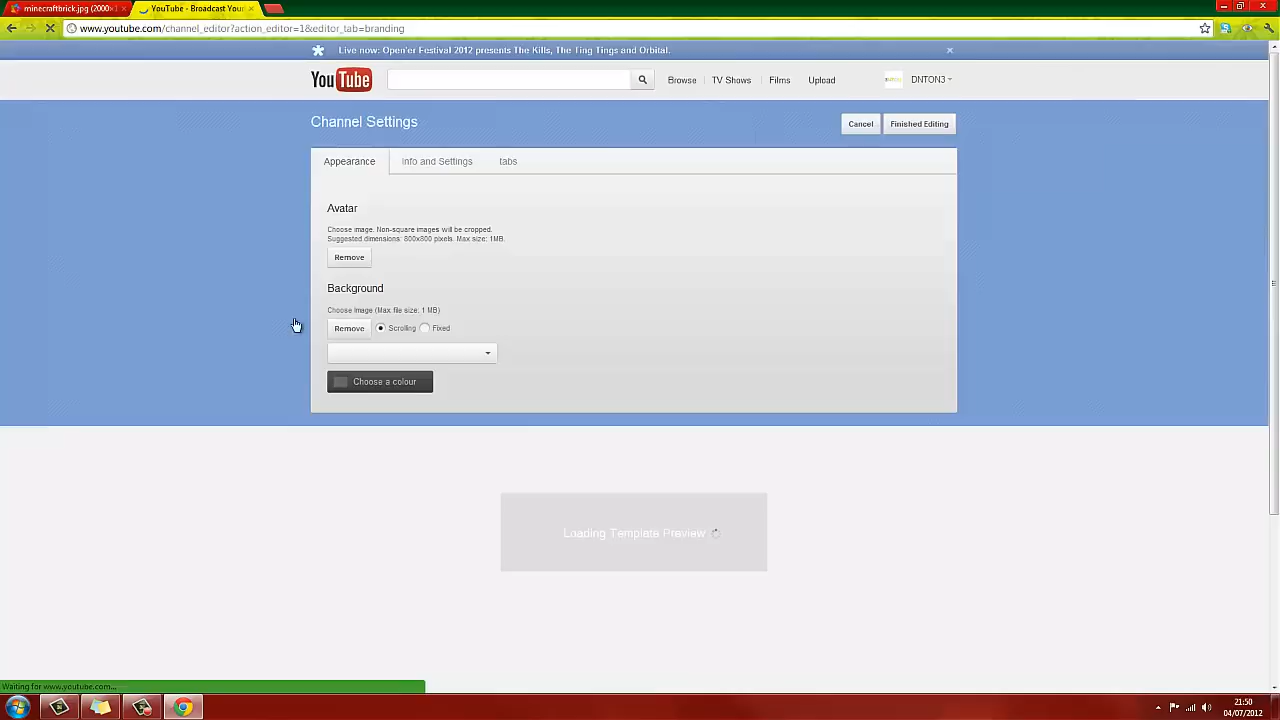 minecraftbrick.jpg (2000×1
YouTube - Broadcast You
www.youtube.com/channel_editor?action_editor=1&editor_tab=branding
Live now: Open'er Festival 2012 presents The Kills, The Ting Tings and Orbital.
YouTube
Browse
TV Shows
Films
Upload
DNTON3
Channel Settings
Cancel
Finished Editing
Appearance
Info and Settings
tabs
Avatar
Choose image. Non-square images will be cropped.
Suggested dimensions: 800x800 pixels. Max size: 1MB.
Remove
Background
Choose image (Max file size: 1 MB)
Remove
Scrolling
Fixed
Choose a colour
Loading Template Preview
Waiting for www.youtube.com...
21:50
04/07/2012